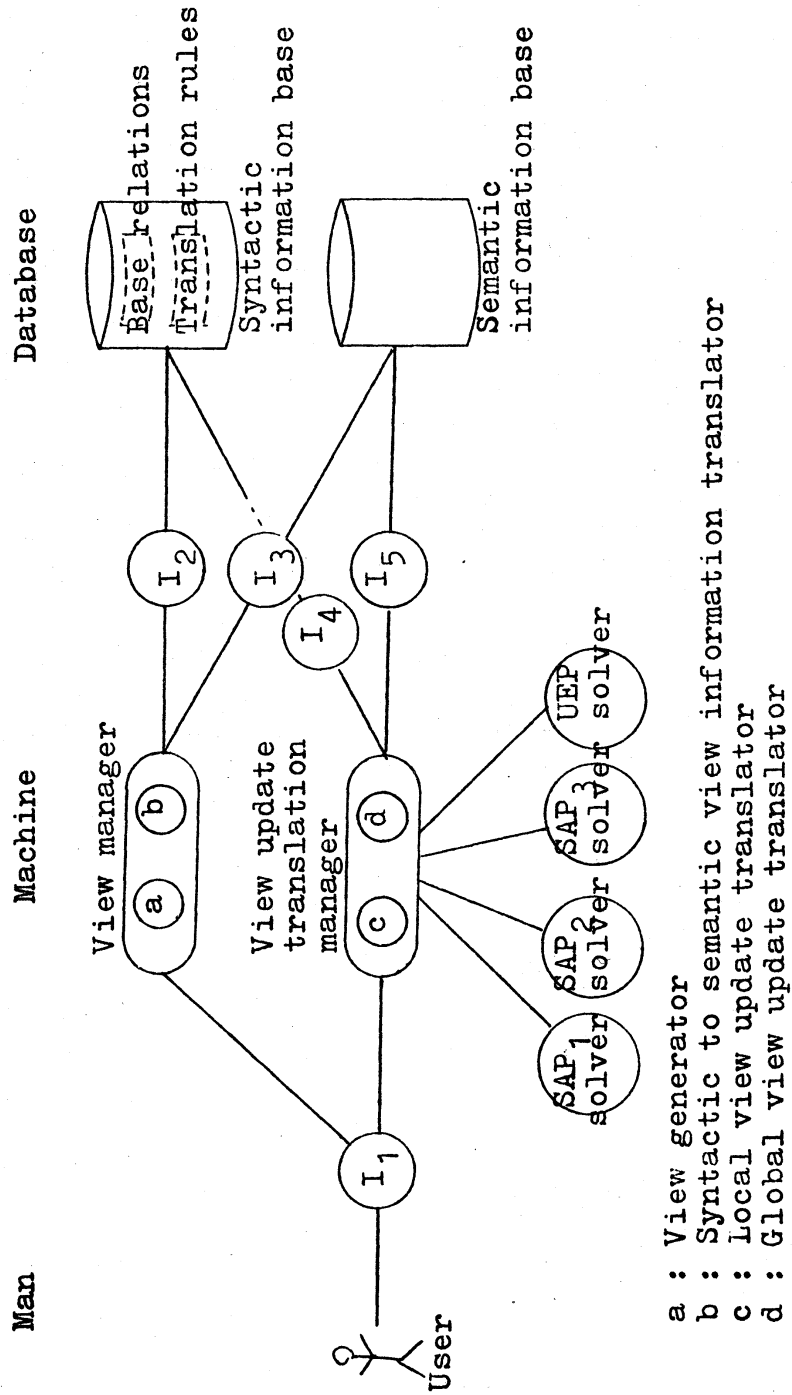 Man
Machine
Database
User
I1
View manager
a
b
View update
translation
manager
c
d
SAP1
solver
SAP2
solver
SAP3
solver
UEP
solver
I2
I3
I4
I5
Base relations
Translation rules
Syntactic
information base
Semantic
information base
a : View generator
b : Syntactic to semantic view information translator
c : Local view update translator
d : Global view update translator